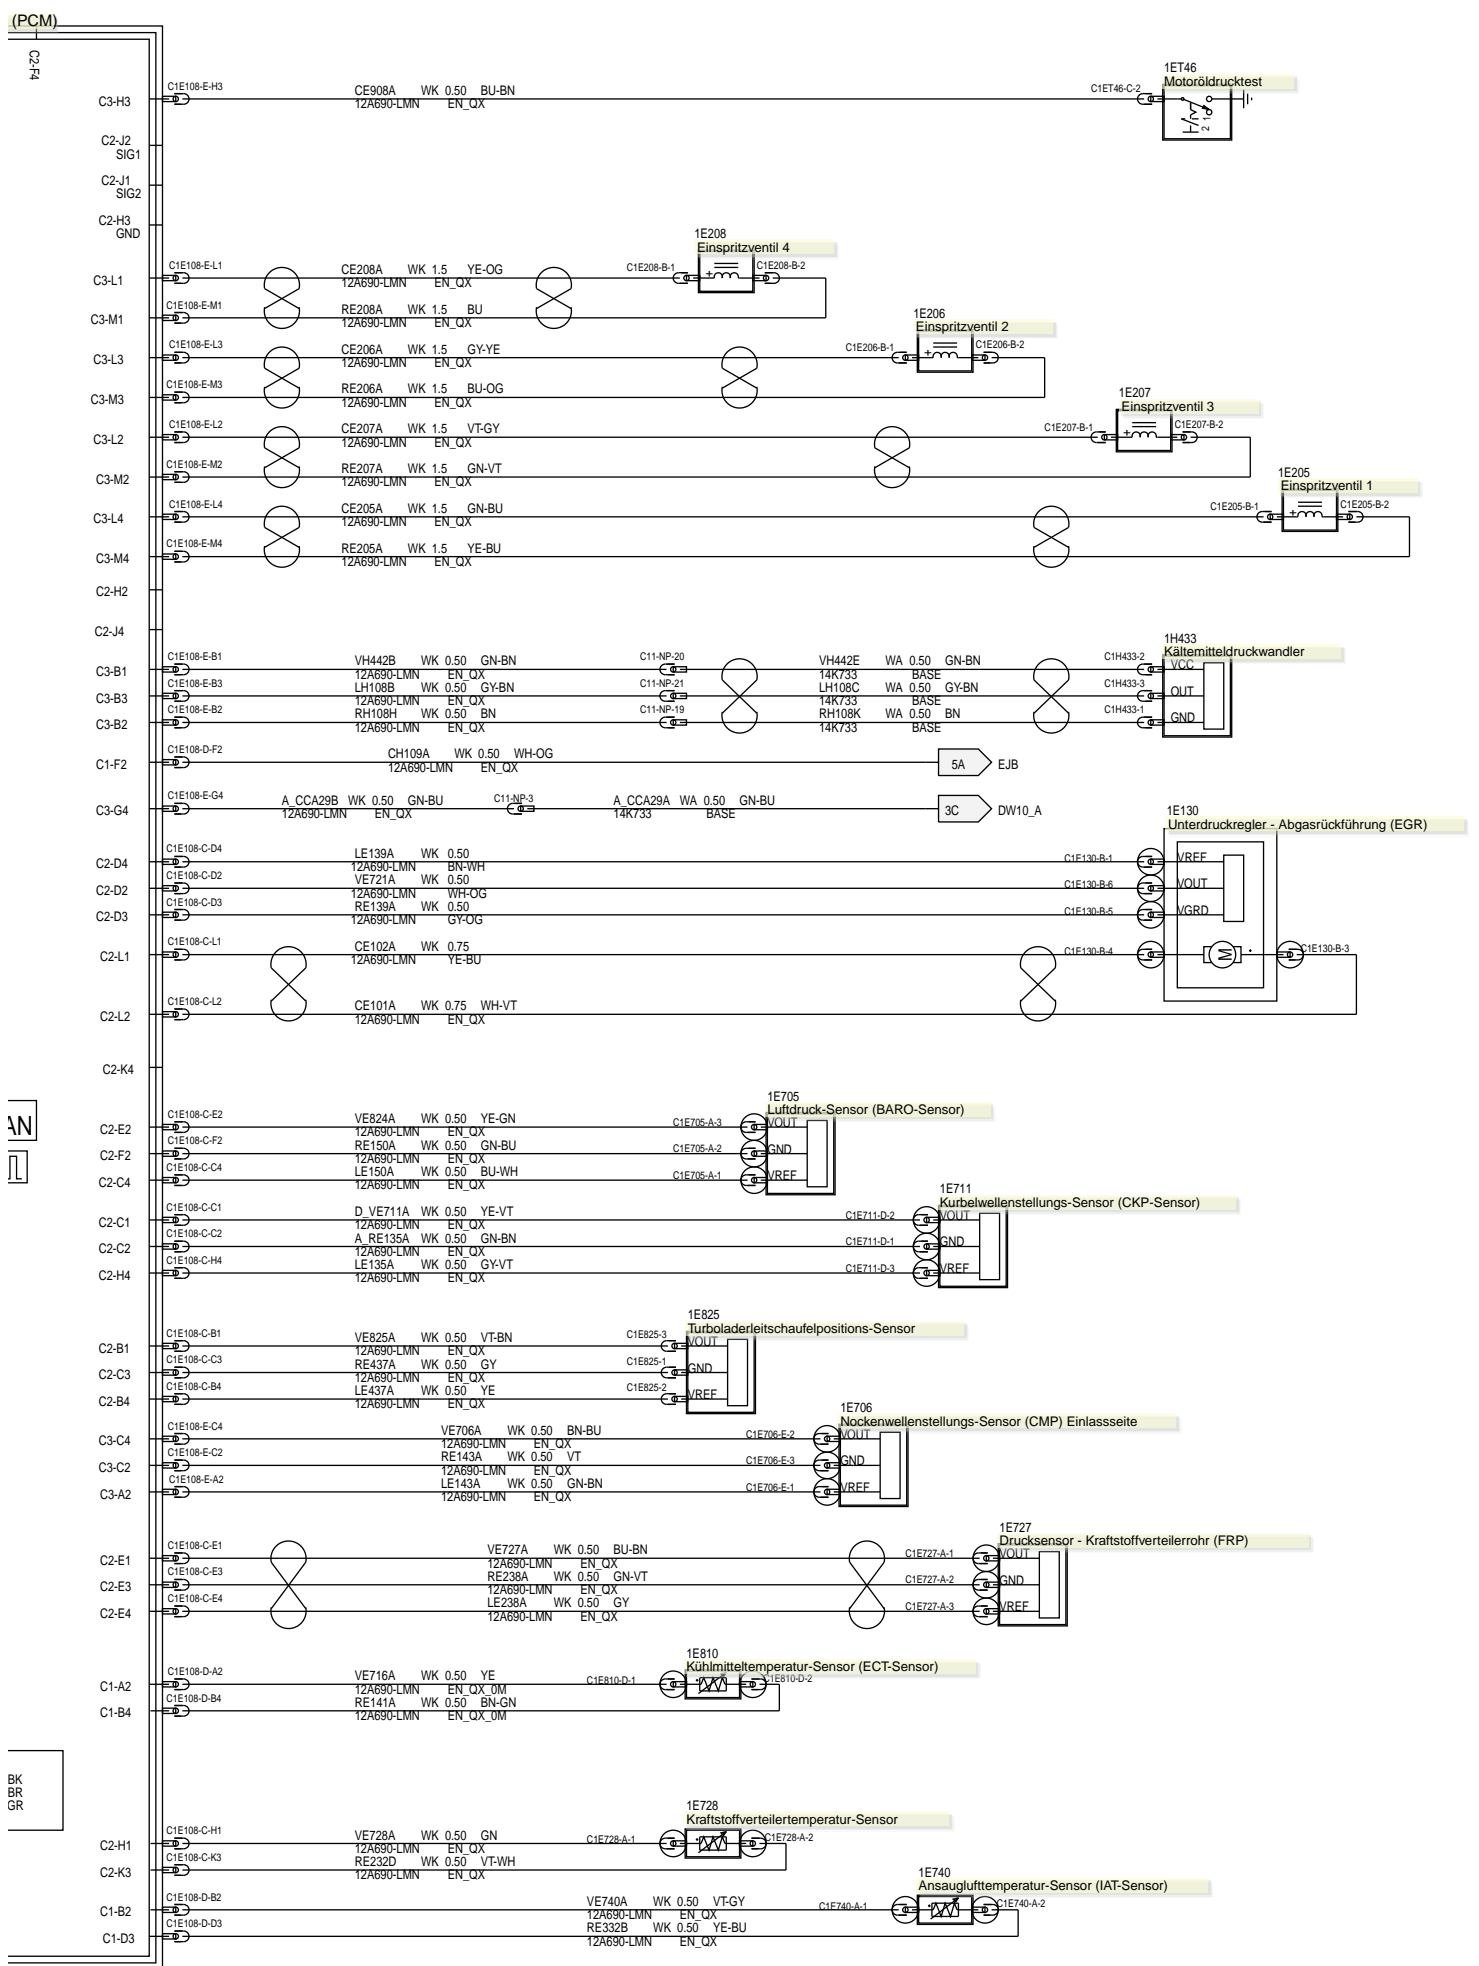 (PCM)
C2-F4
C3-H3
C1E108-E-H3
CE908A WK 0.50 BU-BN
12A690-LMN EN_QX
C1ET46-C-2
1ET46
Motoröldrucktest
2 1
C2-J2
SIG1
C2-J1
SIG2
C2-H3
GND
1E208
Einspritzventil 4
C3-L1
C1E108-E-L1
CE208A WK 1.5 YE-OG
12A690-LMN EN_QX
C1E208-B-1
C1E208-B-2
C3-M1
C1E108-E-M1
RE208A WK 1.5 BU
12A690-LMN EN_QX
1E206
Einspritzventil 2
C3-L3
C1E108-E-L3
CE206A WK 1.5 GY-YE
12A690-LMN EN_QX
C1E206-B-1
C1E206-B-2
C3-M3
C1E108-E-M3
RE206A WK 1.5 BU-OG
12A690-LMN EN_QX
1E207
Einspritzventil 3
C3-L2
C1E108-E-L2
CE207A WK 1.5 VT-GY
12A690-LMN EN_QX
C1E207-B-1
C1E207-B-2
C3-M2
C1E108-E-M2
RE207A WK 1.5 GN-VT
12A690-LMN EN_QX
1E205
Einspritzventil 1
C3-L4
C1E108-E-L4
CE205A WK 1.5 GN-BU
12A690-LMN EN_QX
C1E205-B-1
C1E205-B-2
C3-M4
C1E108-E-M4
RE205A WK 1.5 YE-BU
12A690-LMN EN_QX
C2-H2
C2-J4
1H433
Kältemitteldruckwandler
C3-B1
C1E108-E-B1
VH442B WK 0.50 GN-BN
12A690-LMN EN_QX
C11-NP-20
VH442E WA 0.50 GN-BN
14K733 BASE
C1H433-2
VCC
C3-B3
C1E108-E-B3
LH108B WK 0.50 GY-BN
12A690-LMN EN_QX
C11-NP-21
LH108C WA 0.50 GY-BN
14K733 BASE
C1H433-3
OUT
C3-B2
C1E108-E-B2
RH108H WK 0.50 BN
12A690-LMN EN_QX
C11-NP-19
RH108K WA 0.50 BN
14K733 BASE
C1H433-1
GND
C1-F2
C1E108-D-F2
CH109A WK 0.50 WH-OG
12A690-LMN EN_QX
5A EJB
C3-G4
C1E108-E-G4
A_CCA29B WK 0.50 GN-BU
12A690-LMN EN_QX
C11-NP-3
A_CCA29A WA 0.50 GN-BU
14K733 BASE
3C DW10_A
1E130
Unterdruckregler - Abgasrückführung (EGR)
C2-D4
C1E108-C-D4
LE139A WK 0.50
12A690-LMN BN-WH
C1E130-B-1
VREF
C2-D2
C1E108-C-D2
VE721A WK 0.50
12A690-LMN WH-OG
C1E130-B-6
VOUT
C2-D3
C1E108-C-D3
RE139A WK 0.50
12A690-LMN GY-OG
C1E130-B-5
VGRD
C2-L1
C1E108-C-L1
CE102A WK 0.75
12A690-LMN YE-BU
C1E130-B-4
M
C1E130-B-3
C2-L2
C1E108-C-L2
CE101A WK 0.75 WH-VT
12A690-LMN EN_QX
C2-K4
AN
1E705
Luftdruck-Sensor (BARO-Sensor)
C2-E2
C1E108-C-E2
VE824A WK 0.50 YE-GN
12A690-LMN EN_QX
C1E705-A-3
VOUT
C2-F2
C1E108-C-F2
RE150A WK 0.50 GN-BU
12A690-LMN EN_QX
C1E705-A-2
GND
C2-C4
C1E108-C-C4
LE150A WK 0.50 BU-WH
12A690-LMN EN_QX
C1E705-A-1
VREF
1E711
Kurbelwellenstellungs-Sensor (CKP-Sensor)
C2-C1
C1E108-C-C1
D_VE711A WK 0.50 YE-VT
12A690-LMN EN_QX
C1E711-D-2
VOUT
C2-C2
C1E108-C-C2
A_RE135A WK 0.50 GN-BN
12A690-LMN EN_QX
C1E711-D-1
GND
C2-H4
C1E108-C-H4
LE135A WK 0.50 GY-VT
12A690-LMN EN_QX
C1E711-D-3
VREF
1E825
Turboladerleitschaufelpositions-Sensor
C2-B1
C1E108-C-B1
VE825A WK 0.50 VT-BN
12A690-LMN EN_QX
C1E825-3
VOUT
C2-C3
C1E108-C-C3
RE437A WK 0.50 GY
12A690-LMN EN_QX
C1E825-1
GND
C2-B4
C1E108-C-B4
LE437A WK 0.50 YE
12A690-LMN EN_QX
C1E825-2
VREF
1E706
Nockenwellenstellungs-Sensor (CMP) Einlassseite
C3-C4
C1E108-E-C4
VE706A WK 0.50 BN-BU
12A690-LMN EN_QX
C1E706-E-2
VOUT
C3-C2
C1E108-E-C2
RE143A WK 0.50 VT
12A690-LMN EN_QX
C1E706-E-3
GND
C3-A2
C1E108-E-A2
LE143A WK 0.50 GN-BN
12A690-LMN EN_QX
C1E706-E-1
VREF
1E727
Drucksensor - Kraftstoffverteilerrohr (FRP)
C2-E1
C1E108-C-E1
VE727A WK 0.50 BU-BN
12A690-LMN EN_QX
C1E727-A-1
VOUT
C2-E3
C1E108-C-E3
RE238A WK 0.50 GN-VT
12A690-LMN EN_QX
C1E727-A-2
GND
C2-E4
C1E108-C-E4
LE238A WK 0.50 GY
12A690-LMN EN_QX
C1E727-A-3
VREF
1E810
Kühlmitteltemperatur-Sensor (ECT-Sensor)
C1-A2
C1E108-D-A2
VE716A WK 0.50 YE
12A690-LMN EN_QX_0M
C1E810-D-1
C1E810-D-2
C1-B4
C1E108-D-B4
RE141A WK 0.50 BN-GN
12A690-LMN EN_QX_0M
BK
BR
GR
1E728
Kraftstoffverteilertemperatur-Sensor
C2-H1
C1E108-C-H1
VE728A WK 0.50 GN
12A690-LMN EN_QX
C1E728-A-1
C1E728-A-2
C2-K3
C1E108-C-K3
RE232D WK 0.50 VT-WH
12A690-LMN EN_QX
1E740
Ansauglufttemperatur-Sensor (IAT-Sensor)
C1-B2
C1E108-D-B2
VE740A WK 0.50 VT-GY
12A690-LMN EN_QX
C1E740-A-1
C1E740-A-2
C1-D3
C1E108-D-D3
RE332B WK 0.50 YE-BU
12A690-LMN EN_QX